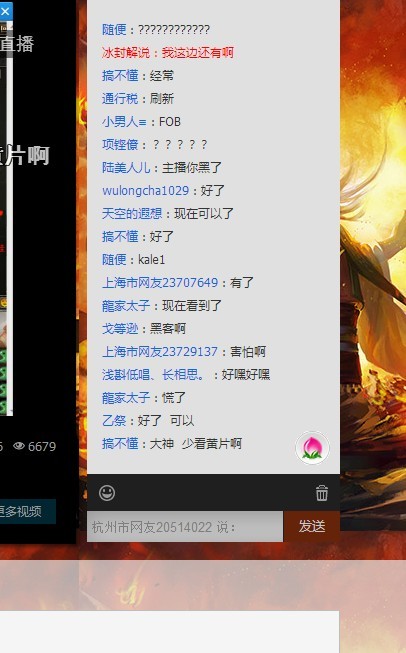 直播
片啊
随便：????????????
冰封解说：我这边还有啊
搞不懂：经常
通行税：刷新
小男人≡：FOB
项铿僚：？？？？？
陆美人儿：主播你黑了
wulongcha1029：好了
天空的遐想：现在可以了
搞不懂：好了
随便：kale1
上海市网友23707649：有了
龍家太子：现在看到了
戈等逊：黑客啊
上海市网友23729137：害怕啊
浅斟低唱、长相思。：好嘿好嘿
龍家太子：慌了
乙祭：好了 可以
搞不懂：大神 少看黄片啊
6679
更多视频
杭州市网友20514022 说：
发送